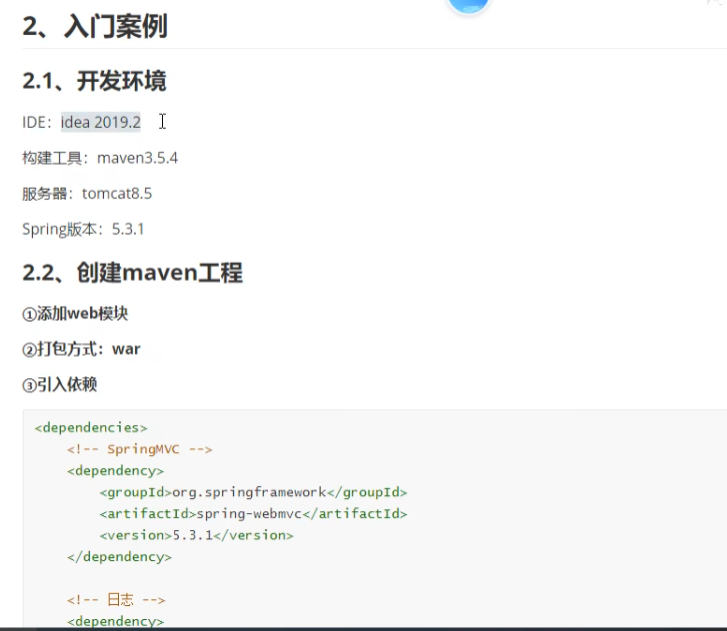 2、入门案例
2.1、开发环境
IDE：idea 2019.2
构建工具：maven3.5.4
服务器：tomcat8.5
Spring版本：5.3.1
2.2、创建maven工程
①添加web模块
②打包方式：war
③引入依赖
<dependencies>
    <!-- SpringMVC -->
    <dependency>
        <groupId>org.springframework</groupId>
        <artifactId>spring-webmvc</artifactId>
        <version>5.3.1</version>
    </dependency>
    <!-- 日志 -->
    <dependency>